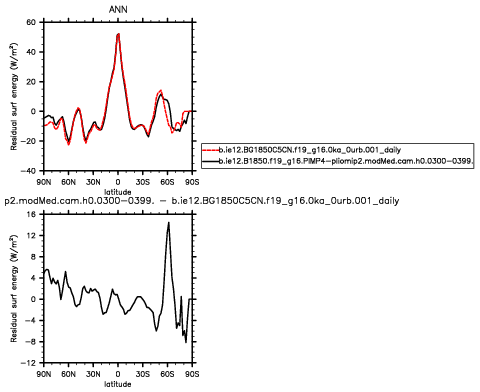 ANN
60
40
20
0
−20
−40
Residual surf energy (W/m²)
90N 60N 30N 0 30S 60S 90S
latitude
b.ie12.BG1850C5CN.f19_g16.0ka_0urb.001_daily
b.ie12.B1850.f19_g16.PIMP4-pliomip2.modMed.cam.h0.0300-0399.
p2.modMed.cam.h0.0300-0399. − b.ie12.BG1850C5CN.f19_g16.0ka_0urb.001_daily
16
12
8
4
0
−4
−8
−12
Residual surf energy (W/m²)
90N 60N 30N 0 30S 60S 90S
latitude